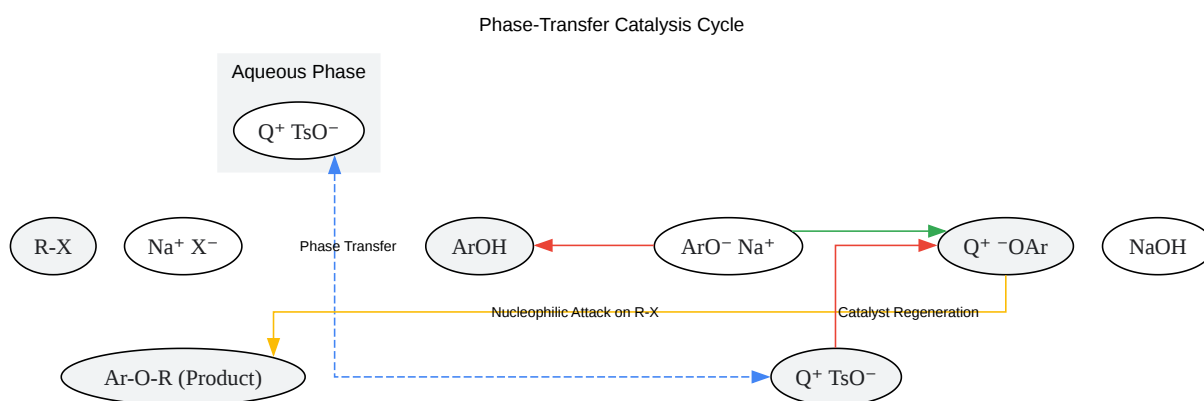 Phase-Transfer Catalysis Cycle
Aqueous Phase
Q⁺ TsO⁻
R-X
Na⁺ X⁻
Phase Transfer
ArOH
ArO⁻ Na⁺
Q⁺ ⁻OAr
NaOH
Nucleophilic Attack on R-X
Catalyst Regeneration
Ar-O-R (Product)
Q⁺ TsO⁻